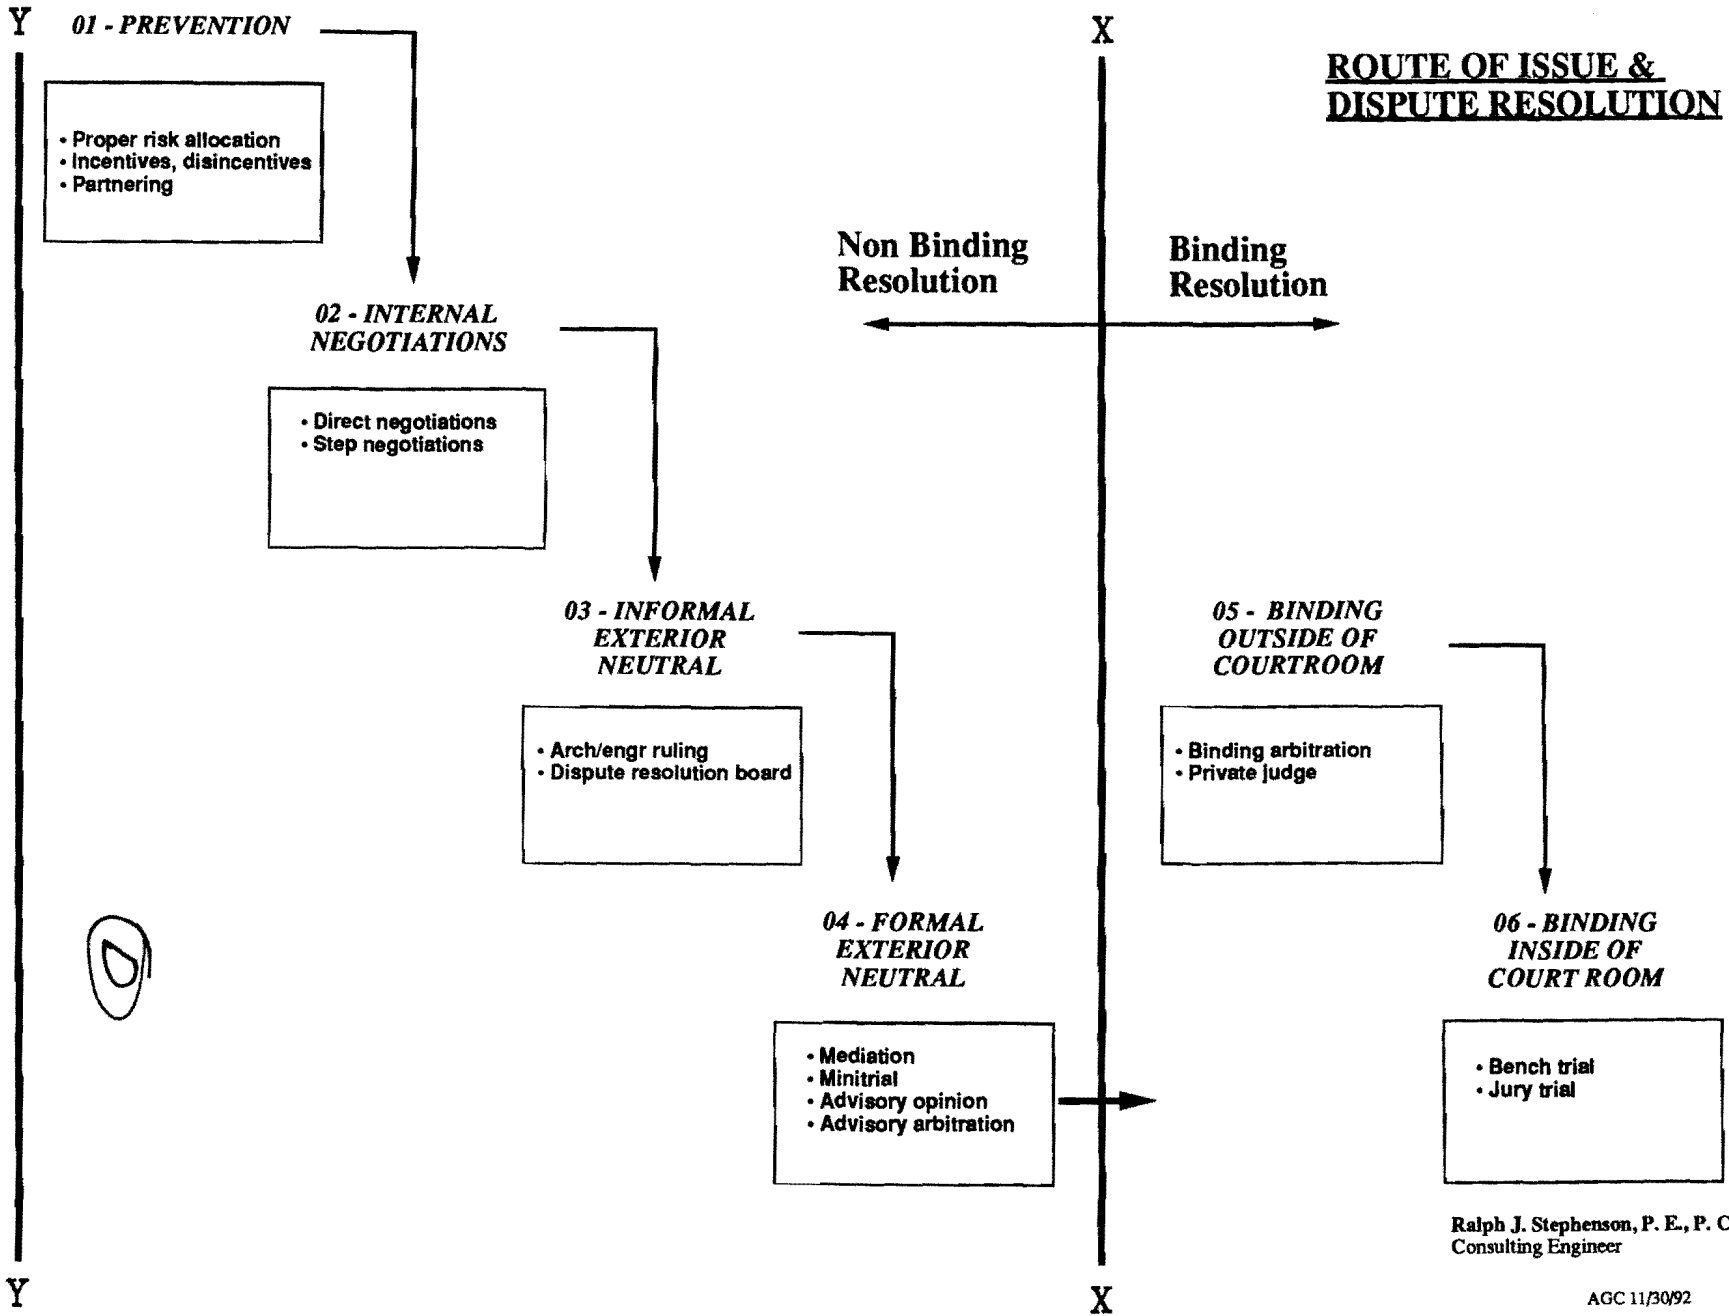 Y
01 - PREVENTION
• Proper risk allocation
• Incentives, disincentives
• Partnering
X
ROUTE OF ISSUE &
DISPUTE RESOLUTION
Non Binding
Resolution
Binding
Resolution
02 - INTERNAL
NEGOTIATIONS
• Direct negotiations
• Step negotiations
03 - INFORMAL
EXTERIOR
NEUTRAL
• Arch/engr ruling
• Dispute resolution board
04 - FORMAL
EXTERIOR
NEUTRAL
• Mediation
• Minitrial
• Advisory opinion
• Advisory arbitration
05 - BINDING
OUTSIDE OF
COURTROOM
• Binding arbitration
• Private judge
06 - BINDING
INSIDE OF
COURT ROOM
• Bench trial
• Jury trial
Ralph J. Stephenson, P. E., P. C
Consulting Engineer
Y
X
AGC 11/30/92